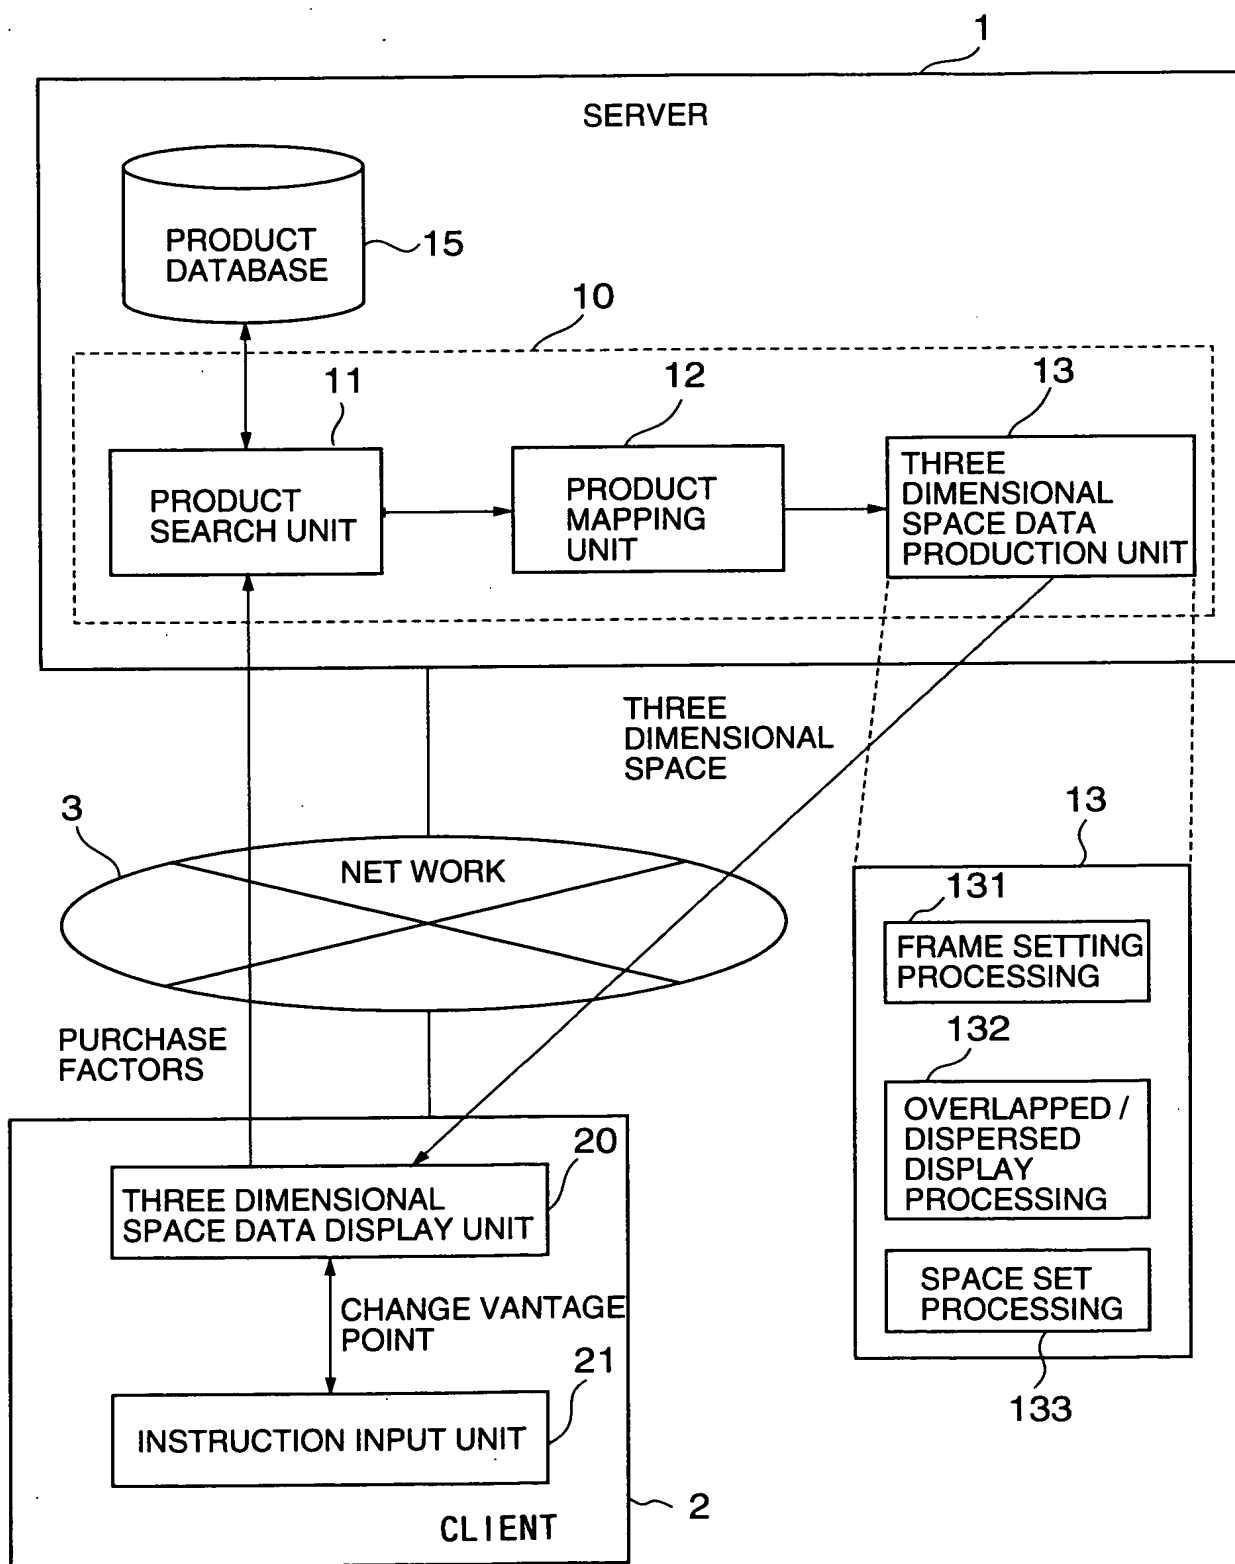 1
SERVER
PRODUCT
DATABASE
15
10
11
12
13
PRODUCT
SEARCH UNIT
PRODUCT
MAPPING
UNIT
THREE
DIMENSIONAL
SPACE DATA
PRODUCTION UNIT
THREE
DIMENSIONAL
SPACE
3
NET WORK
13
131
FRAME SETTING
PROCESSING
PURCHASE
FACTORS
132
OVERLAPPED /
DISPERSED
DISPLAY
PROCESSING
20
THREE DIMENSIONAL
SPACE DATA DISPLAY UNIT
SPACE SET
PROCESSING
CHANGE VANTAGE
POINT
133
21
INSTRUCTION INPUT UNIT
2
CLIENT